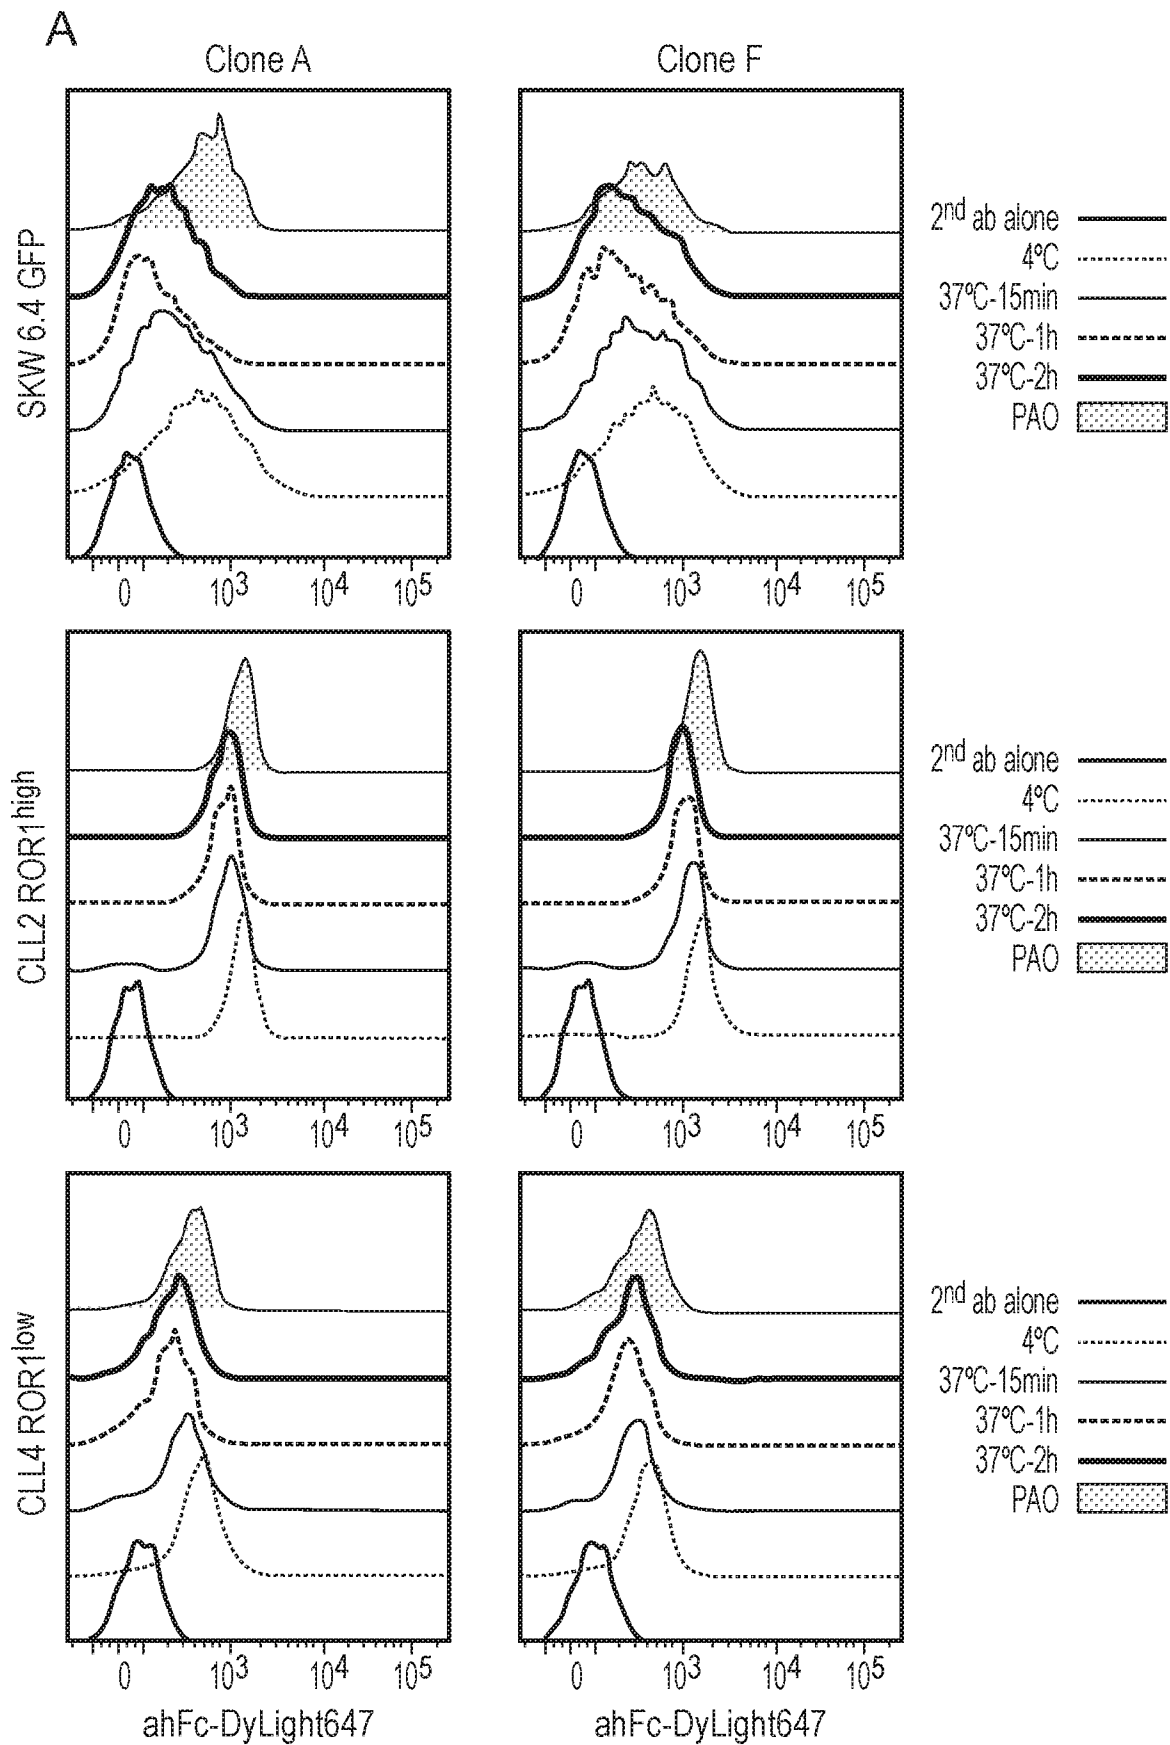 A
Clone A
Clone F
SKW 6.4 GFP
2nd ab alone
4ºC
37ºC-15min
37ºC-1h
37ºC-2h
PAO
0 10³ 10⁴ 10⁵
0 10³ 10⁴ 10⁵
CLL2 ROR1high
2nd ab alone
4ºC
37ºC-15min
37ºC-1h
37ºC-2h
PAO
0 10³ 10⁴ 10⁵
0 10³ 10⁴ 10⁵
CLL4 ROR1low
2nd ab alone
4ºC
37ºC-15min
37ºC-1h
37ºC-2h
PAO
0 10³ 10⁴ 10⁵
0 10³ 10⁴ 10⁵
ahFc-DyLight647
ahFc-DyLight647